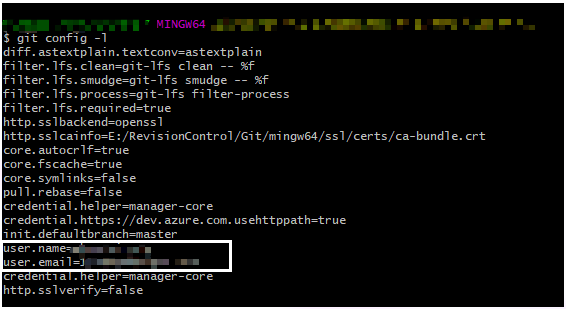 MINGW64
$ git config -l
diff.astextplain.textconv=astextplain
filter.lfs.clean=git-lfs clean -- %f
filter.lfs.smudge=git-lfs smudge -- %f
filter.lfs.process=git-lfs filter-process
filter.lfs.required=true
http.sslbackend=openssl
http.sslcainfo=E:/RevisionControl/Git/mingw64/ssl/certs/ca-bundle.crt
core.autocrlf=true
core.fscache=true
core.symlinks=false
pull.rebase=false
credential.helper=manager-core
credential.https://dev.azure.com.usehttppath=true
init.defaultbranch=master
user.name=
user.email=
credential.helper=manager-core
http.sslverify=false